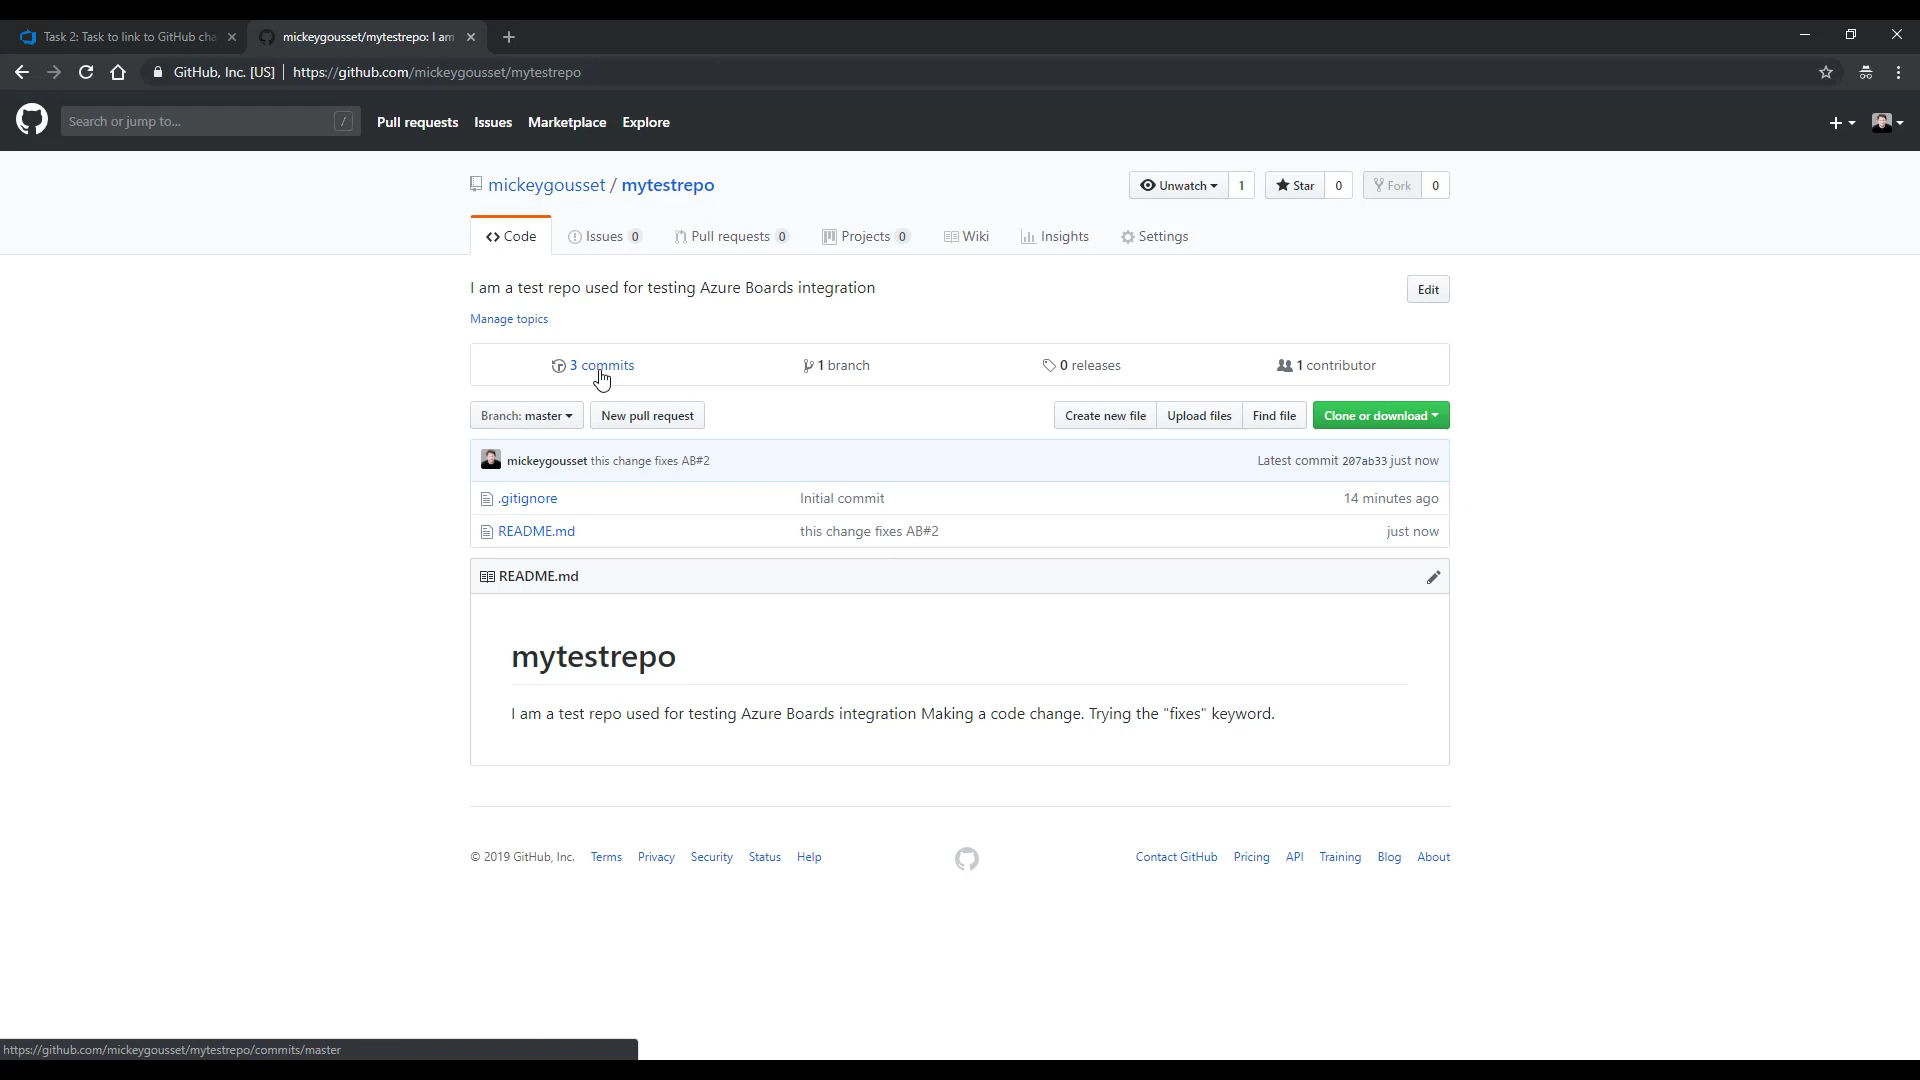 Task 2: Task to link to GitHub cha
mickeygousset/mytestrepo: I am
GitHub, Inc. [US] https://github.com/mickeygousset/mytestrepo
Search or jump to... /
Pull requests Issues Marketplace Explore
mickeygousset / mytestrepo
Unwatch 1 Star 0 Fork 0
Code Issues 0 Pull requests 0 Projects 0 Wiki Insights Settings
I am a test repo used for testing Azure Boards integration
Edit
Manage topics
3 commits 1 branch 0 releases 1 contributor
Branch: master New pull request Create new file Upload files Find file Clone or download
mickeygousset this change fixes AB#2 Latest commit 207ab33 just now
.gitignore Initial commit 14 minutes ago
README.md this change fixes AB#2 just now
README.md
mytestrepo
I am a test repo used for testing Azure Boards integration Making a code change. Trying the "fixes" keyword.
© 2019 GitHub, Inc. Terms Privacy Security Status Help Contact GitHub Pricing API Training Blog About
https://github.com/mickeygousset/mytestrepo/commits/master